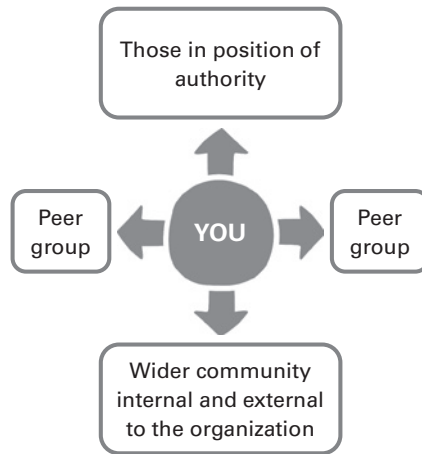 Those in position of
authority
Peer
group
YOU
Peer
group
Wider community
internal and external
to the organization